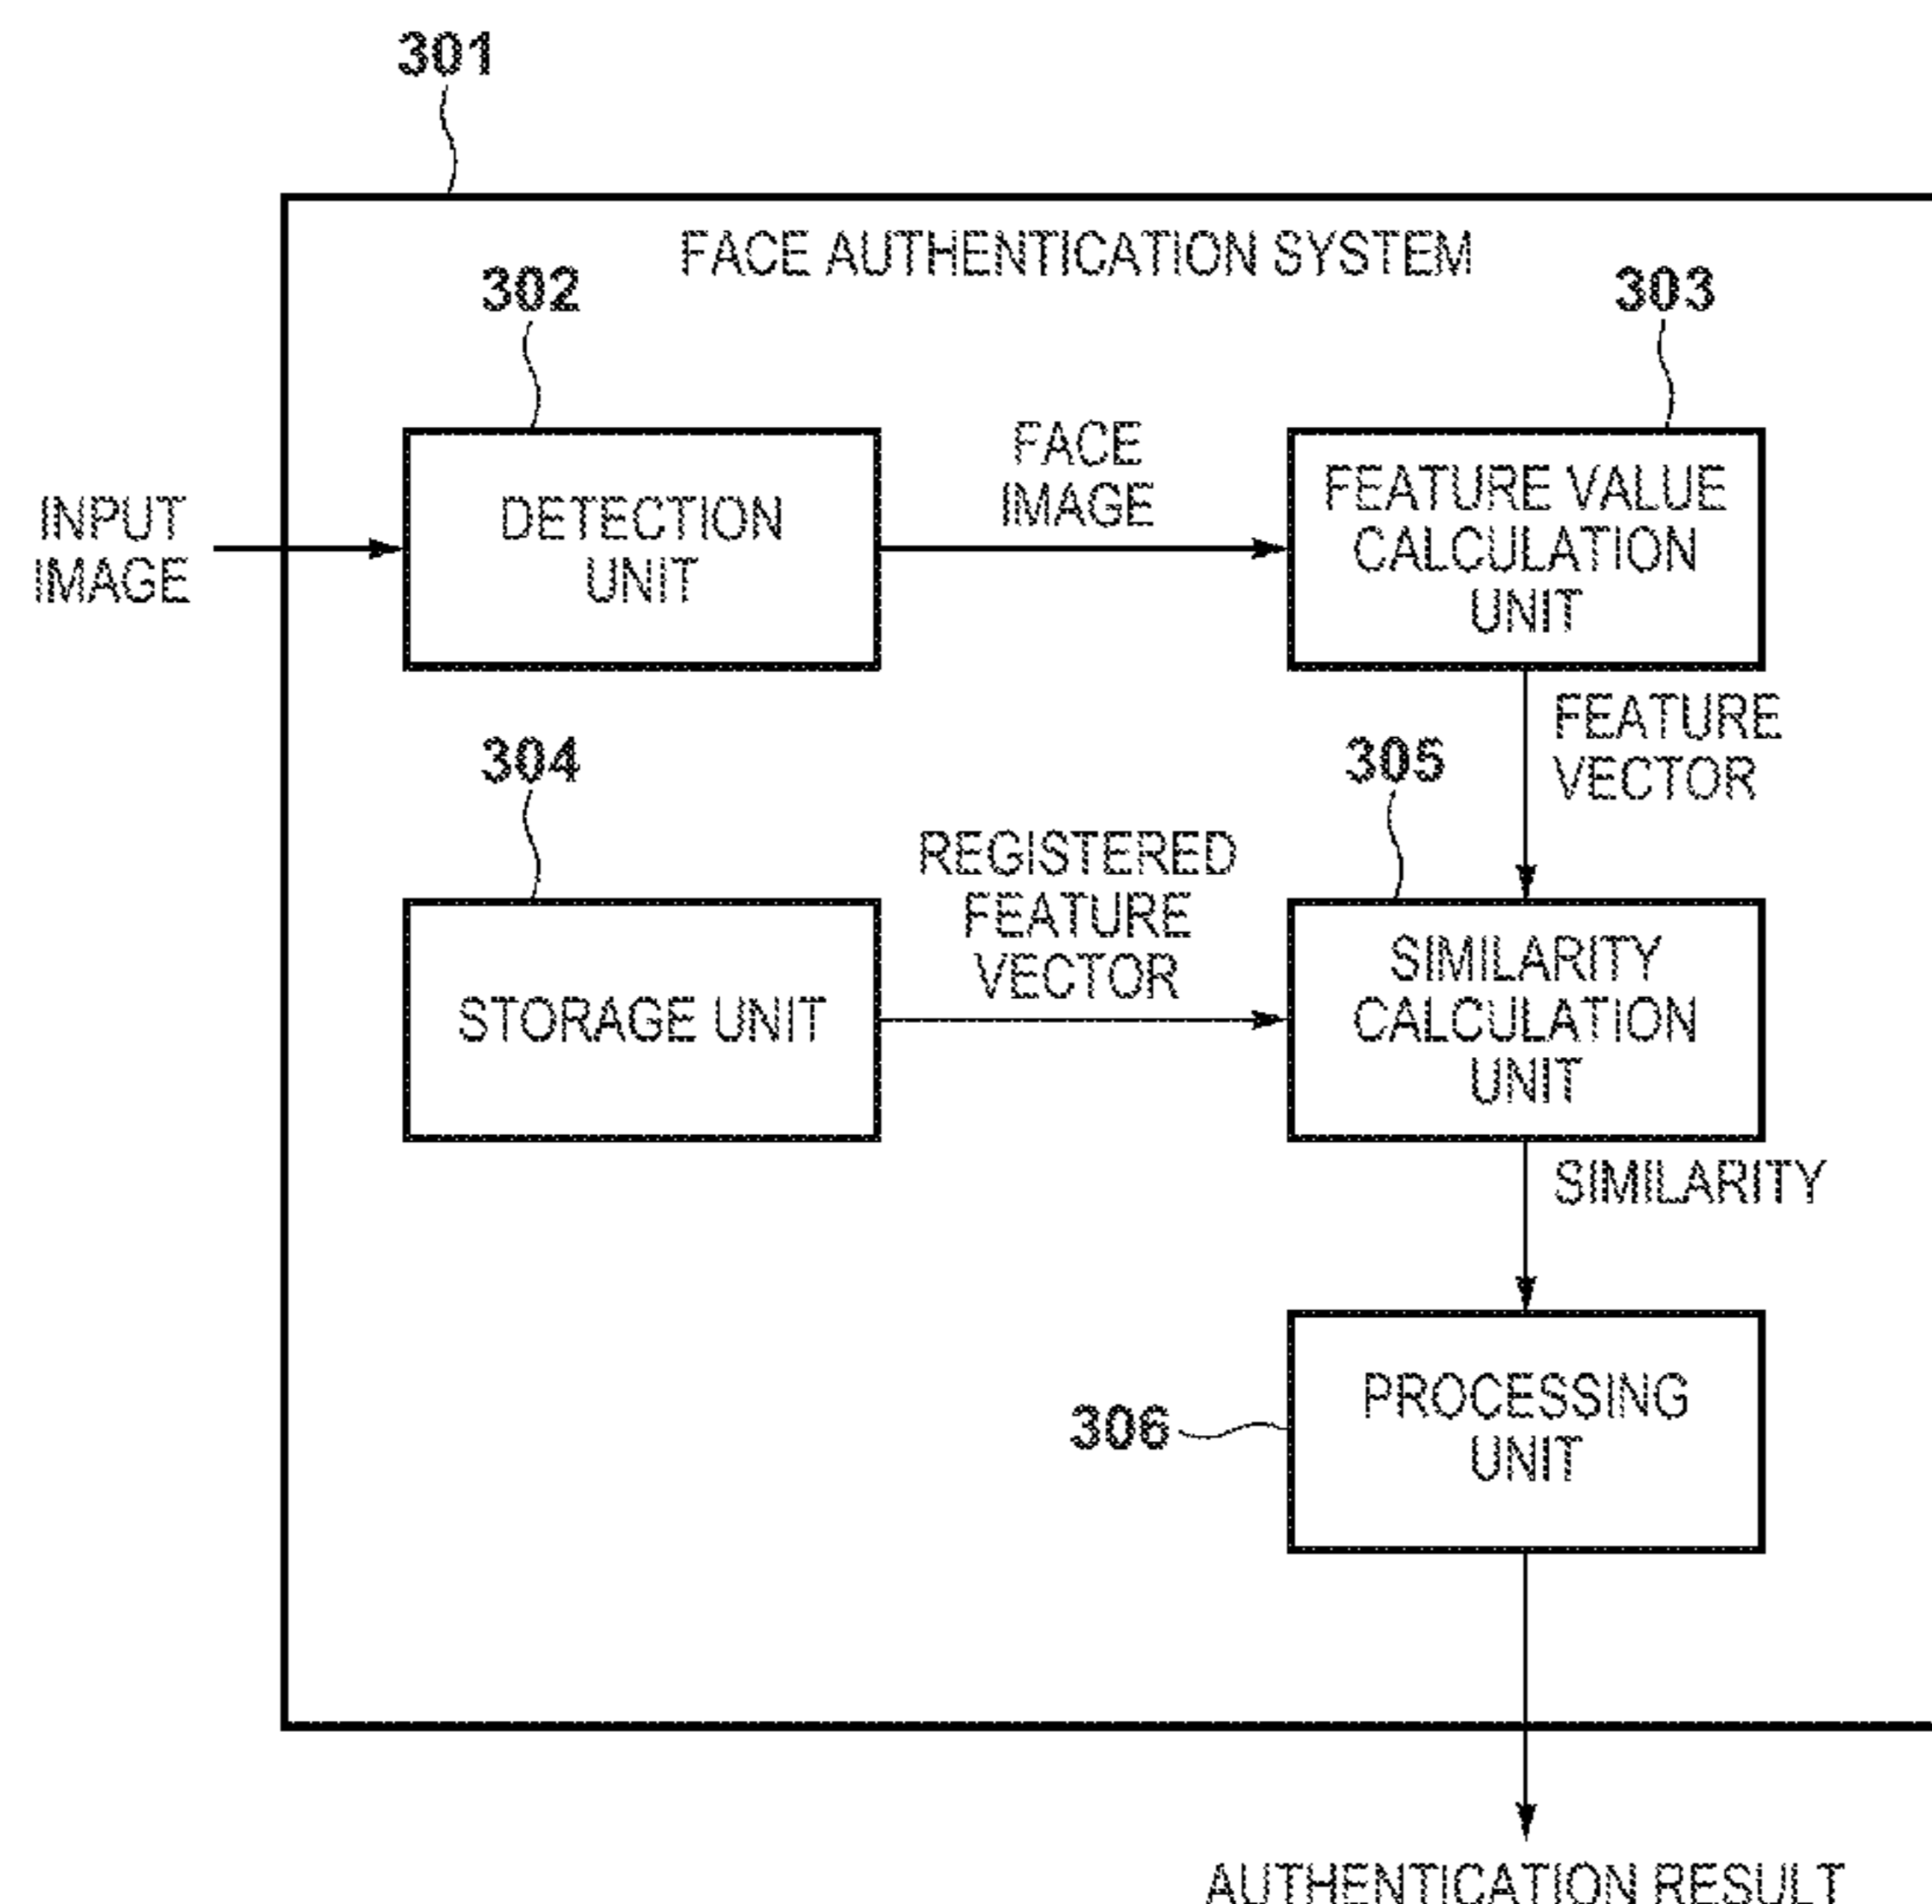 301
FACE AUTHENTICATION SYSTEM
302
303
INPUT
IMAGE
DETECTION
UNIT
FACE
IMAGE
FEATURE VALUE
CALCULATION
UNIT
FEATURE
VECTOR
304
305
STORAGE UNIT
REGISTERED
FEATURE
VECTOR
SIMILARITY
CALCULATION
UNIT
SIMILARITY
306
PROCESSING
UNIT
AUTHENTICATION RESULT